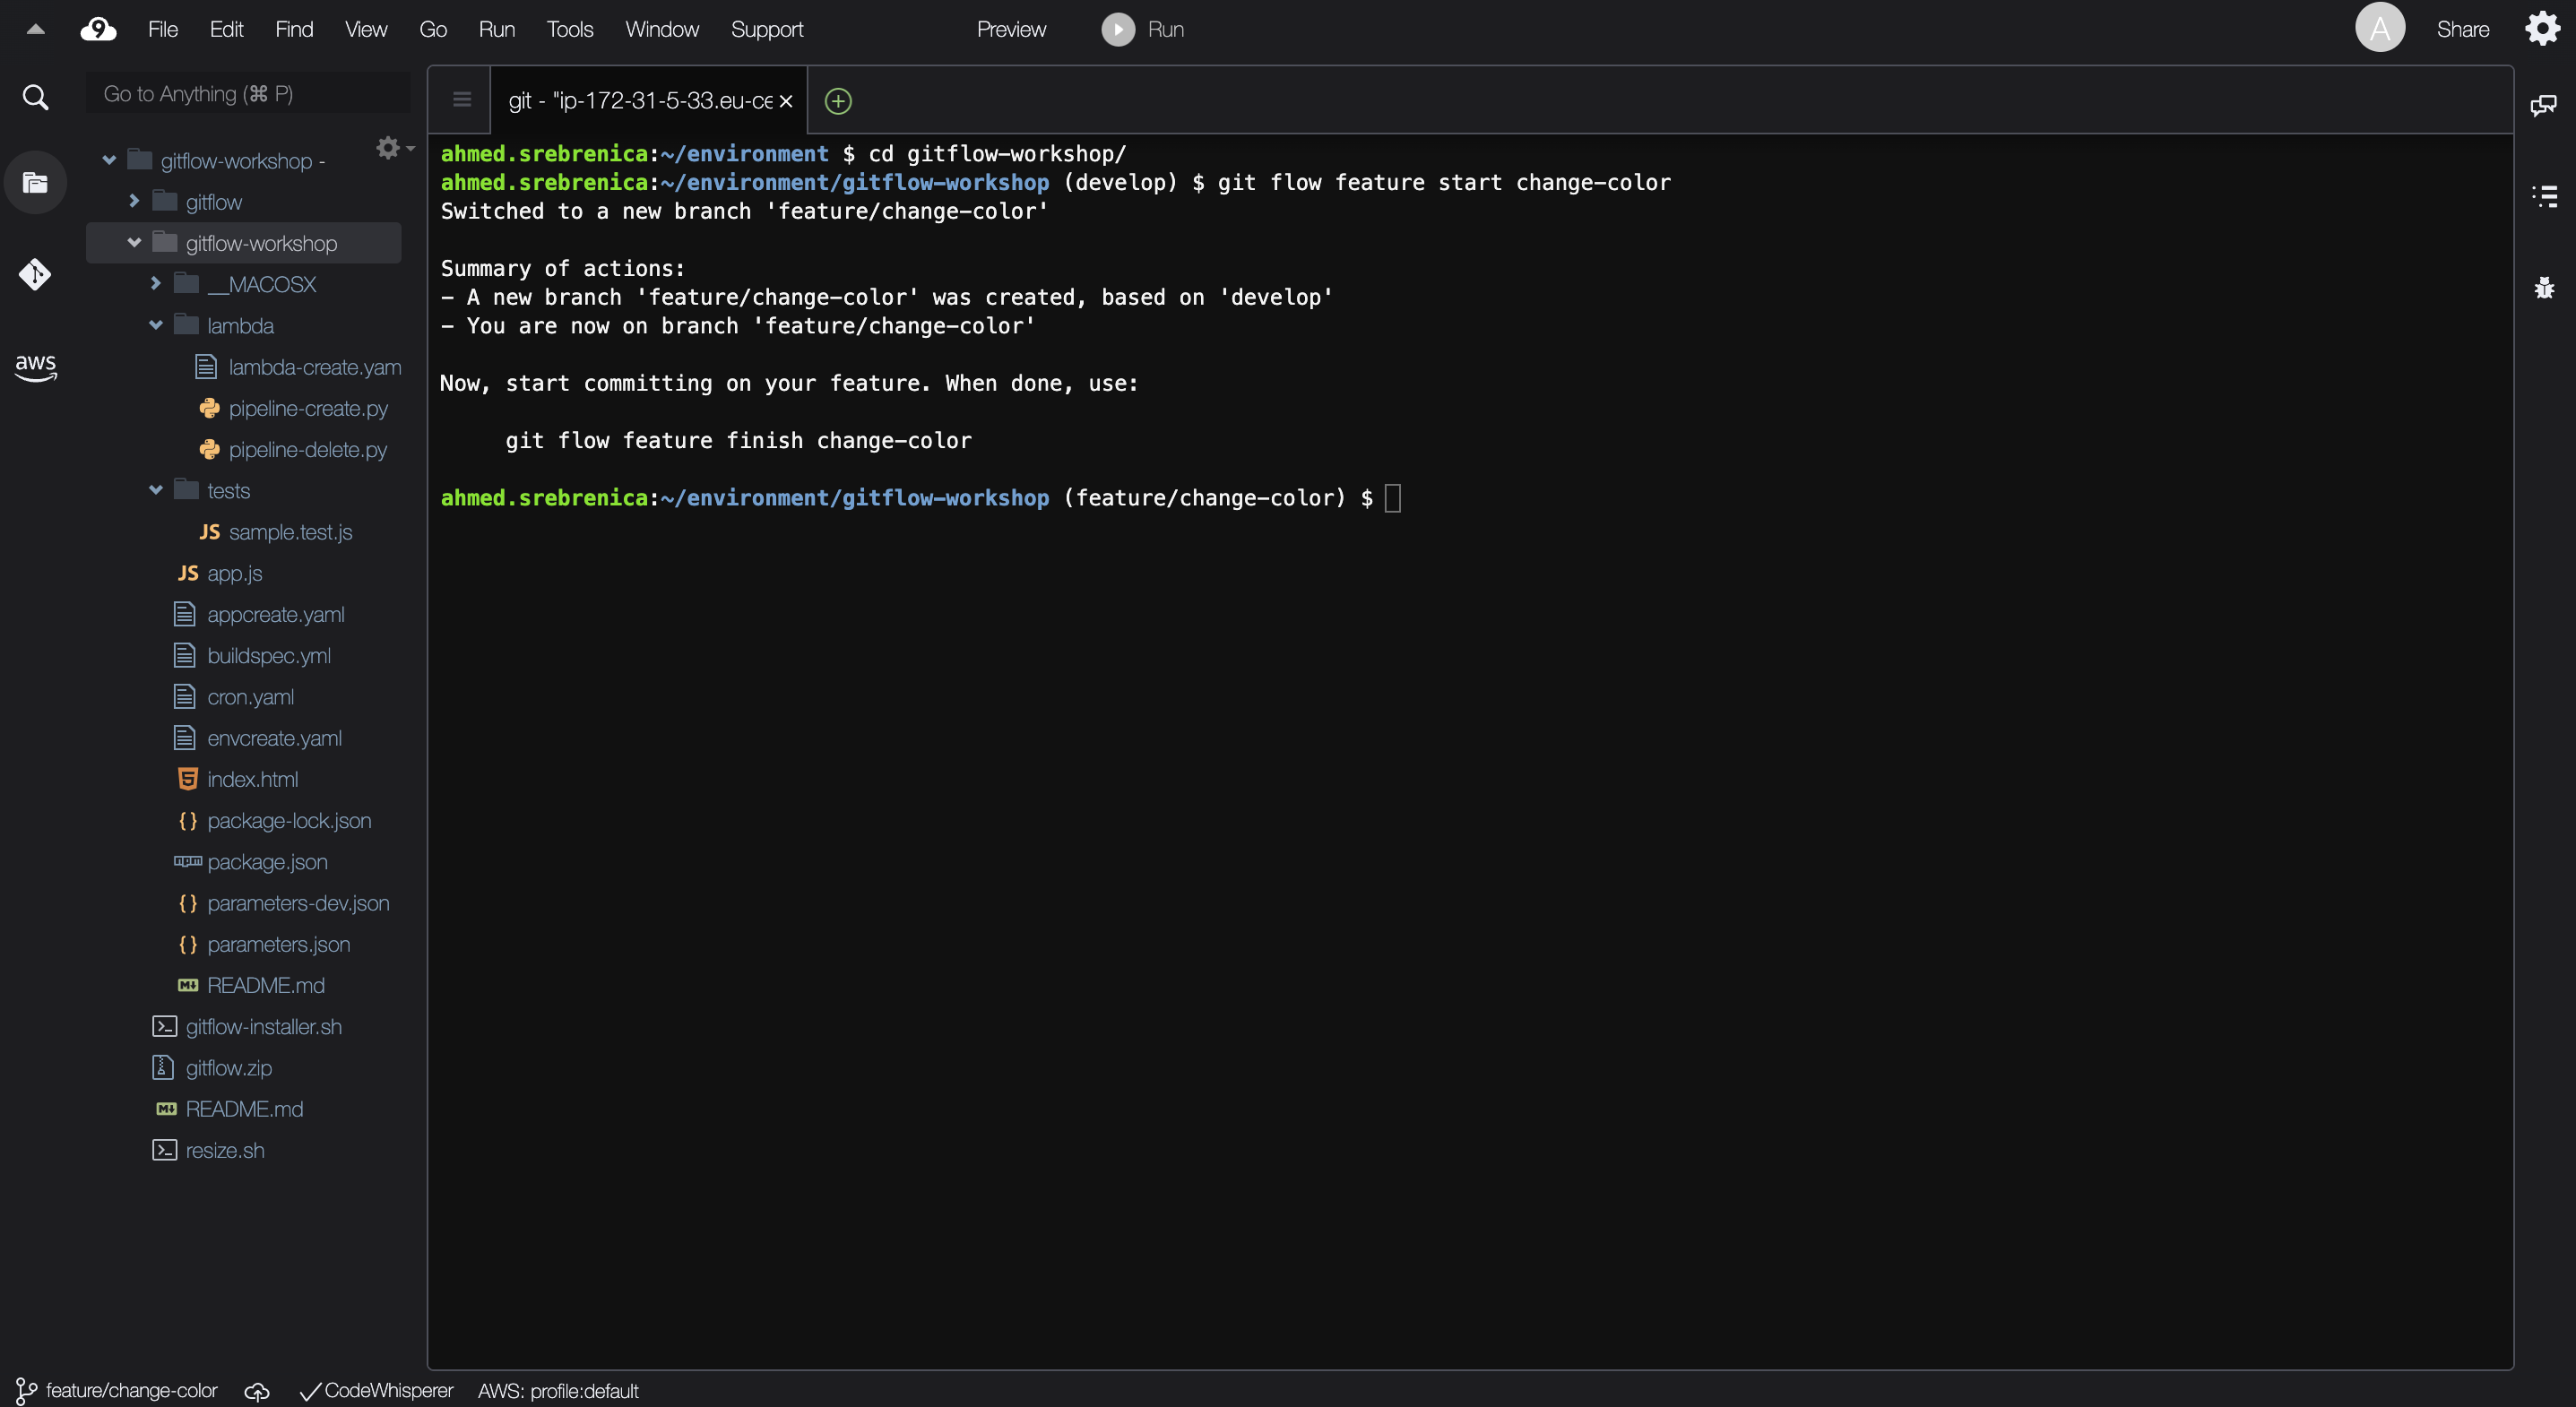 9 File Edit Find View Go Run Tools Window Support Preview Run A Share
Go to Anything (⌘ P)
git - "ip-172-31-5-33.eu-ce
gitflow-workshop -
gitflow
gitflow-workshop
__MACOSX
lambda
lambda-create.yam
pipeline-create.py
pipeline-delete.py
tests
JS sample.test.js
JS app.js
appcreate.yaml
buildspec.yml
cron.yaml
envcreate.yaml
5 index.html
{} package-lock.json
npm package.json
{} parameters-dev.json
{} parameters.json
M↓ README.md
gitflow-installer.sh
gitflow.zip
M↓ README.md
resize.sh
aws
ahmed.srebrenica:~/environment $ cd gitflow-workshop/
ahmed.srebrenica:~/environment/gitflow-workshop (develop) $ git flow feature start change-color
Switched to a new branch 'feature/change-color'
Summary of actions:
- A new branch 'feature/change-color' was created, based on 'develop'
- You are now on branch 'feature/change-color'
Now, start committing on your feature. When done, use:
git flow feature finish change-color
ahmed.srebrenica:~/environment/gitflow-workshop (feature/change-color) $
feature/change-color CodeWhisperer AWS: profile:default